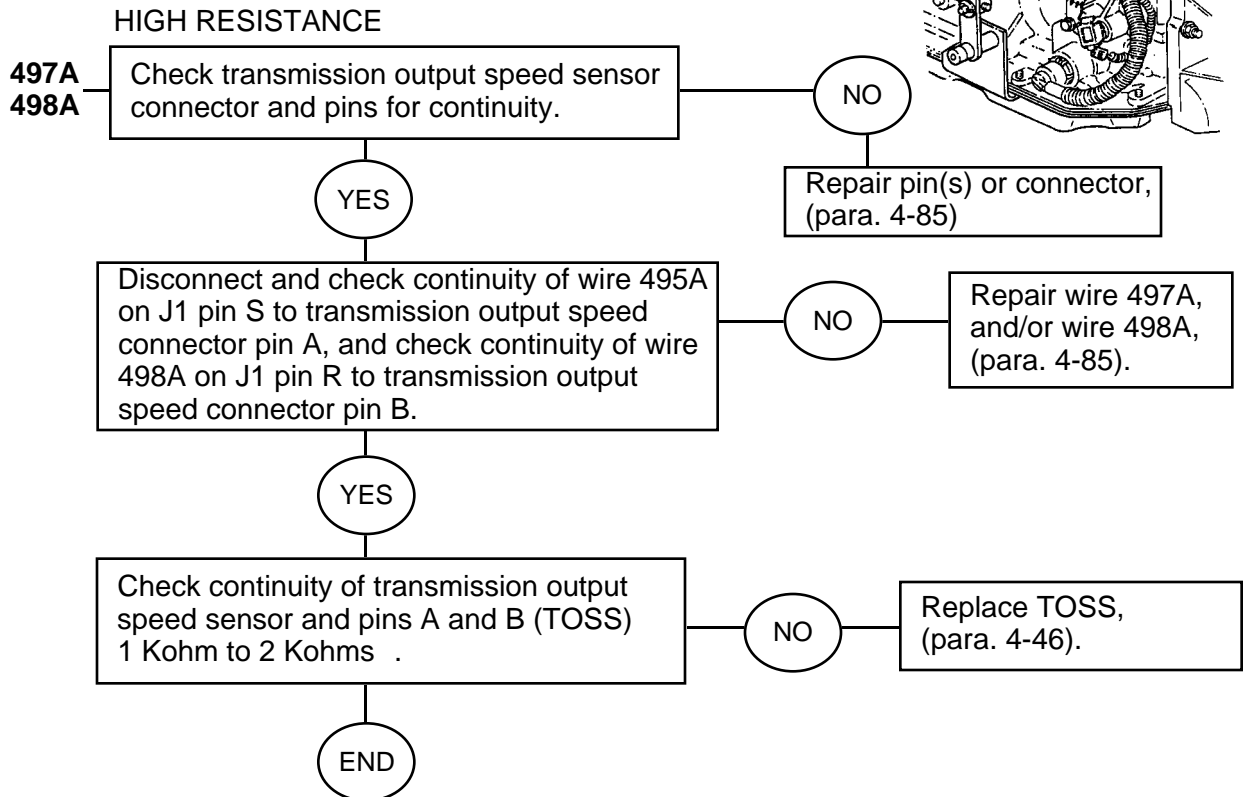 HIGH RESISTANCE
497A
498A
Check transmission output speed sensor
connector and pins for continuity.
NO
Repair pin(s) or connector,
(para. 4-85)
YES
Disconnect and check continuity of wire 495A
on J1 pin S to transmission output speed
connector pin A, and check continuity of wire
498A on J1 pin R to transmission output
speed connector pin B.
NO
Repair wire 497A,
and/or wire 498A,
(para. 4-85).
YES
Check continuity of transmission output
speed sensor and pins A and B (TOSS)
1 Kohm to 2 Kohms .
NO
Replace TOSS,
(para. 4-46).
END